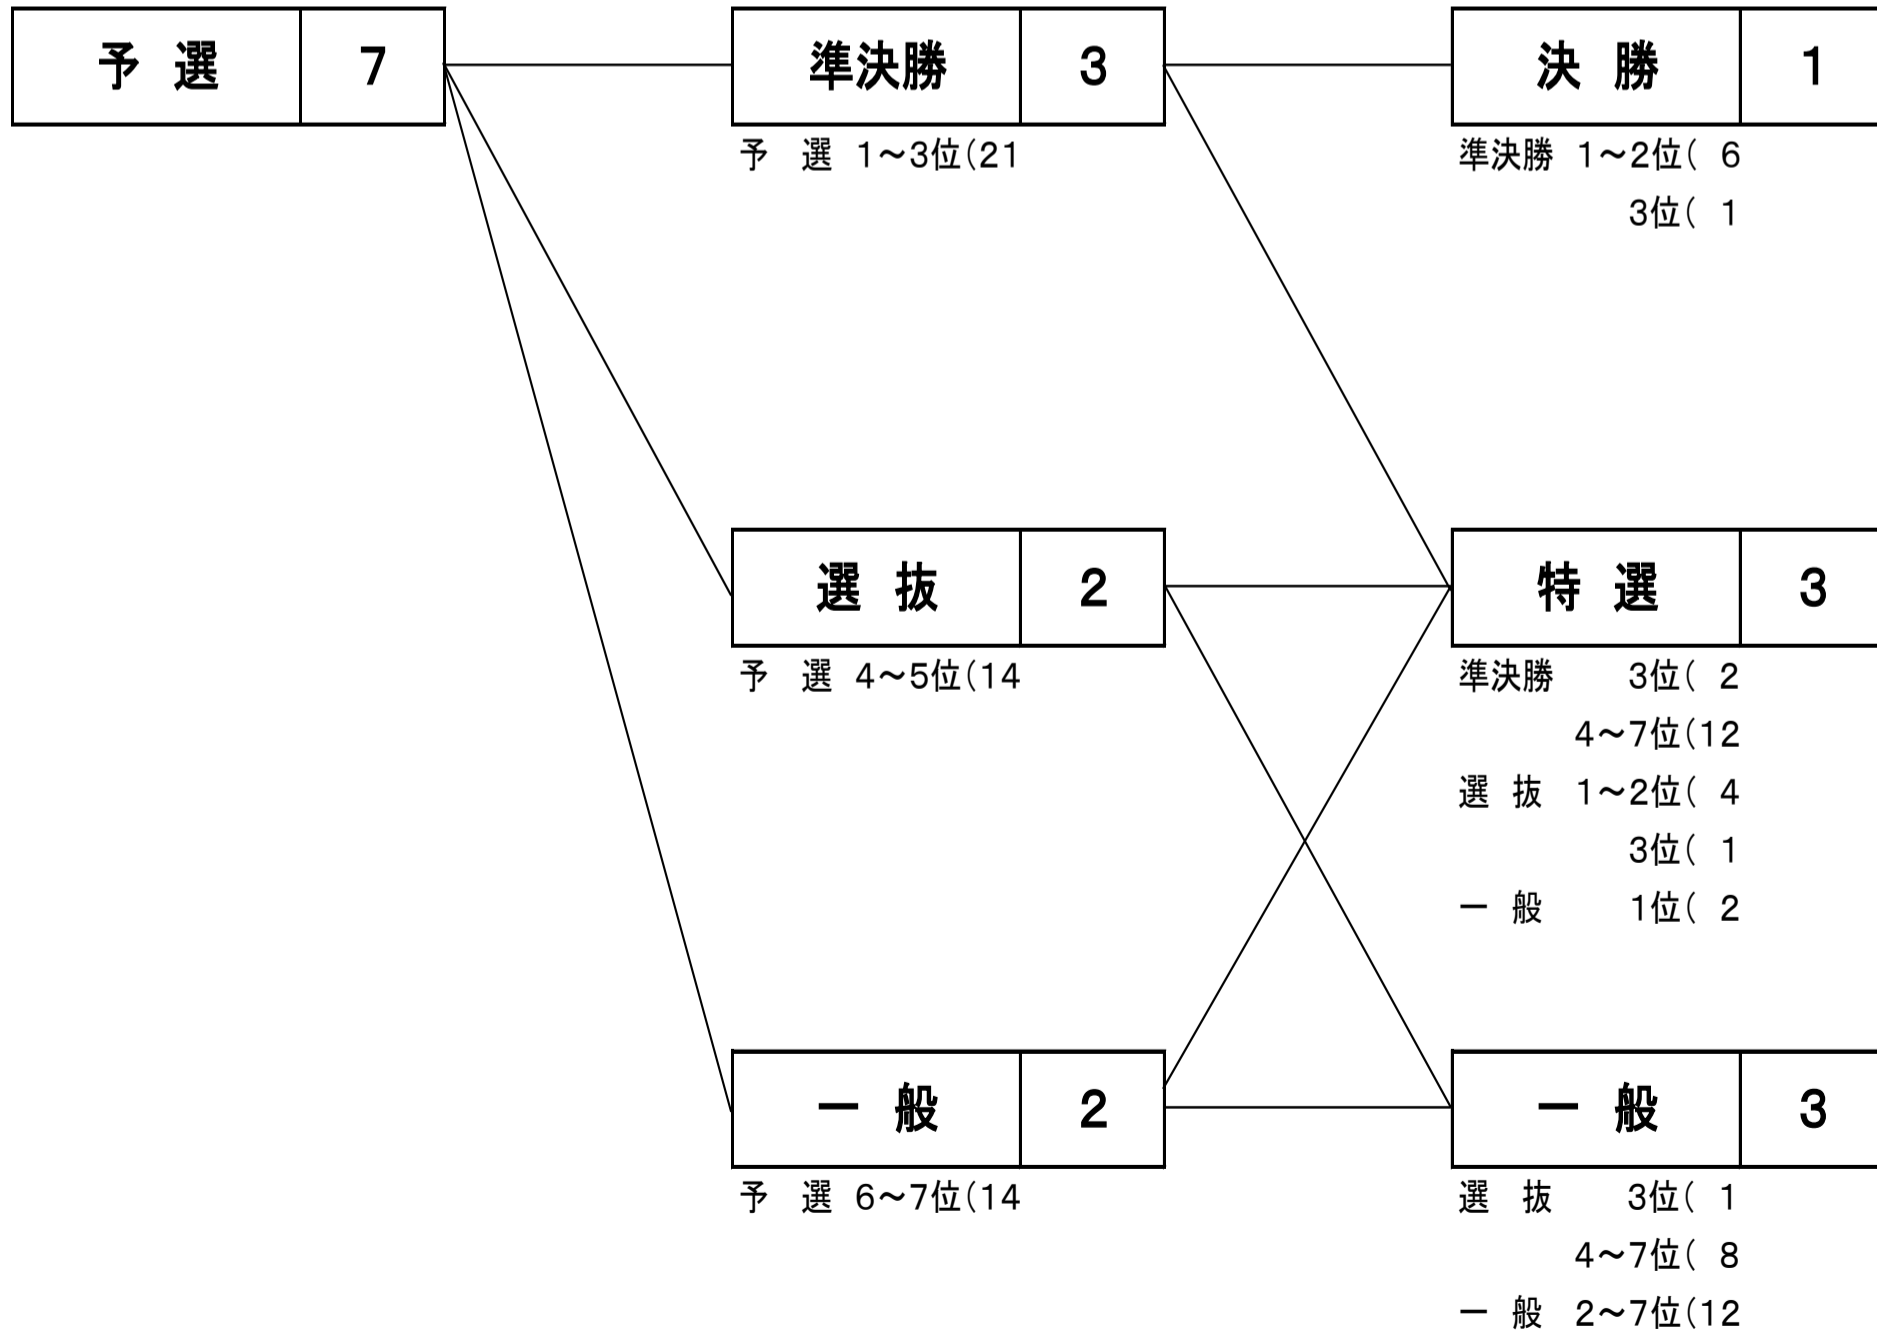 予 選 7 準決勝 3 決 勝 1
予 選 1～3位(21 準決勝 1～2位( 6
3位( 1
選 抜 2 特 選 3
予 選 4～5位(14 準決勝 3位( 2
4～7位(12
選 抜 1～2位( 4
3位( 1
一 般 1位( 2
一 般 2 一 般 3
予 選 6～7位(14 選 抜 3位( 1
4～7位( 8
一 般 2～7位(12